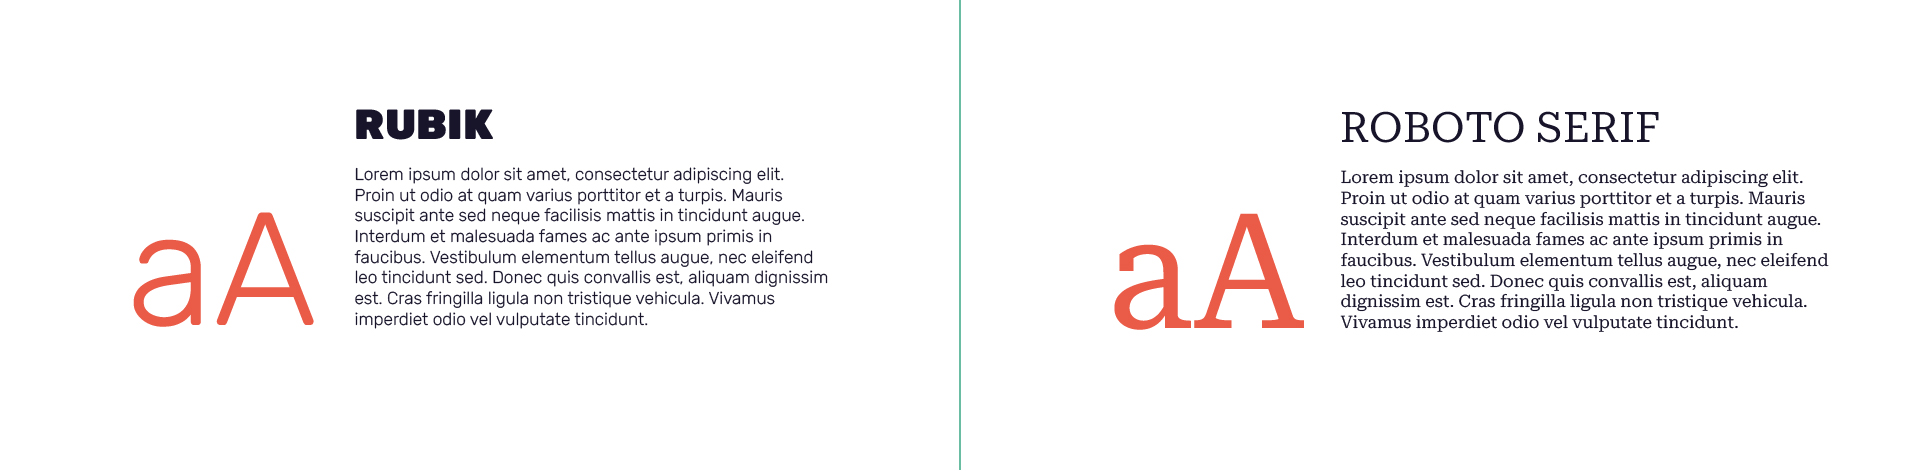 RUBIK
Lorem ipsum dolor sit amet, consectetur adipiscing elit.
Proin ut odio at quam varius porttitor et a turpis. Mauris
suscipit ante sed neque facilisis mattis in tincidunt augue.
Interdum et malesuada fames ac ante ipsum primis in
faucibus. Vestibulum elementum tellus augue, nec eleifend
leo tincidunt sed. Donec quis convallis est, aliquam dignissim
est. Cras fringilla ligula non tristique vehicula. Vivamus
imperdiet odio vel vulputate tincidunt.
aA
ROBOTO SERIF
Lorem ipsum dolor sit amet, consectetur adipiscing elit.
Proin ut odio at quam varius porttitor et a turpis. Mauris
suscipit ante sed neque facilisis mattis in tincidunt augue.
Interdum et malesuada fames ac ante ipsum primis in
faucibus. Vestibulum elementum tellus augue, nec eleifend
leo tincidunt sed. Donec quis convallis est, aliquam
dignissim est. Cras fringilla ligula non tristique vehicula.
Vivamus imperdiet odio vel vulputate tincidunt.
aA